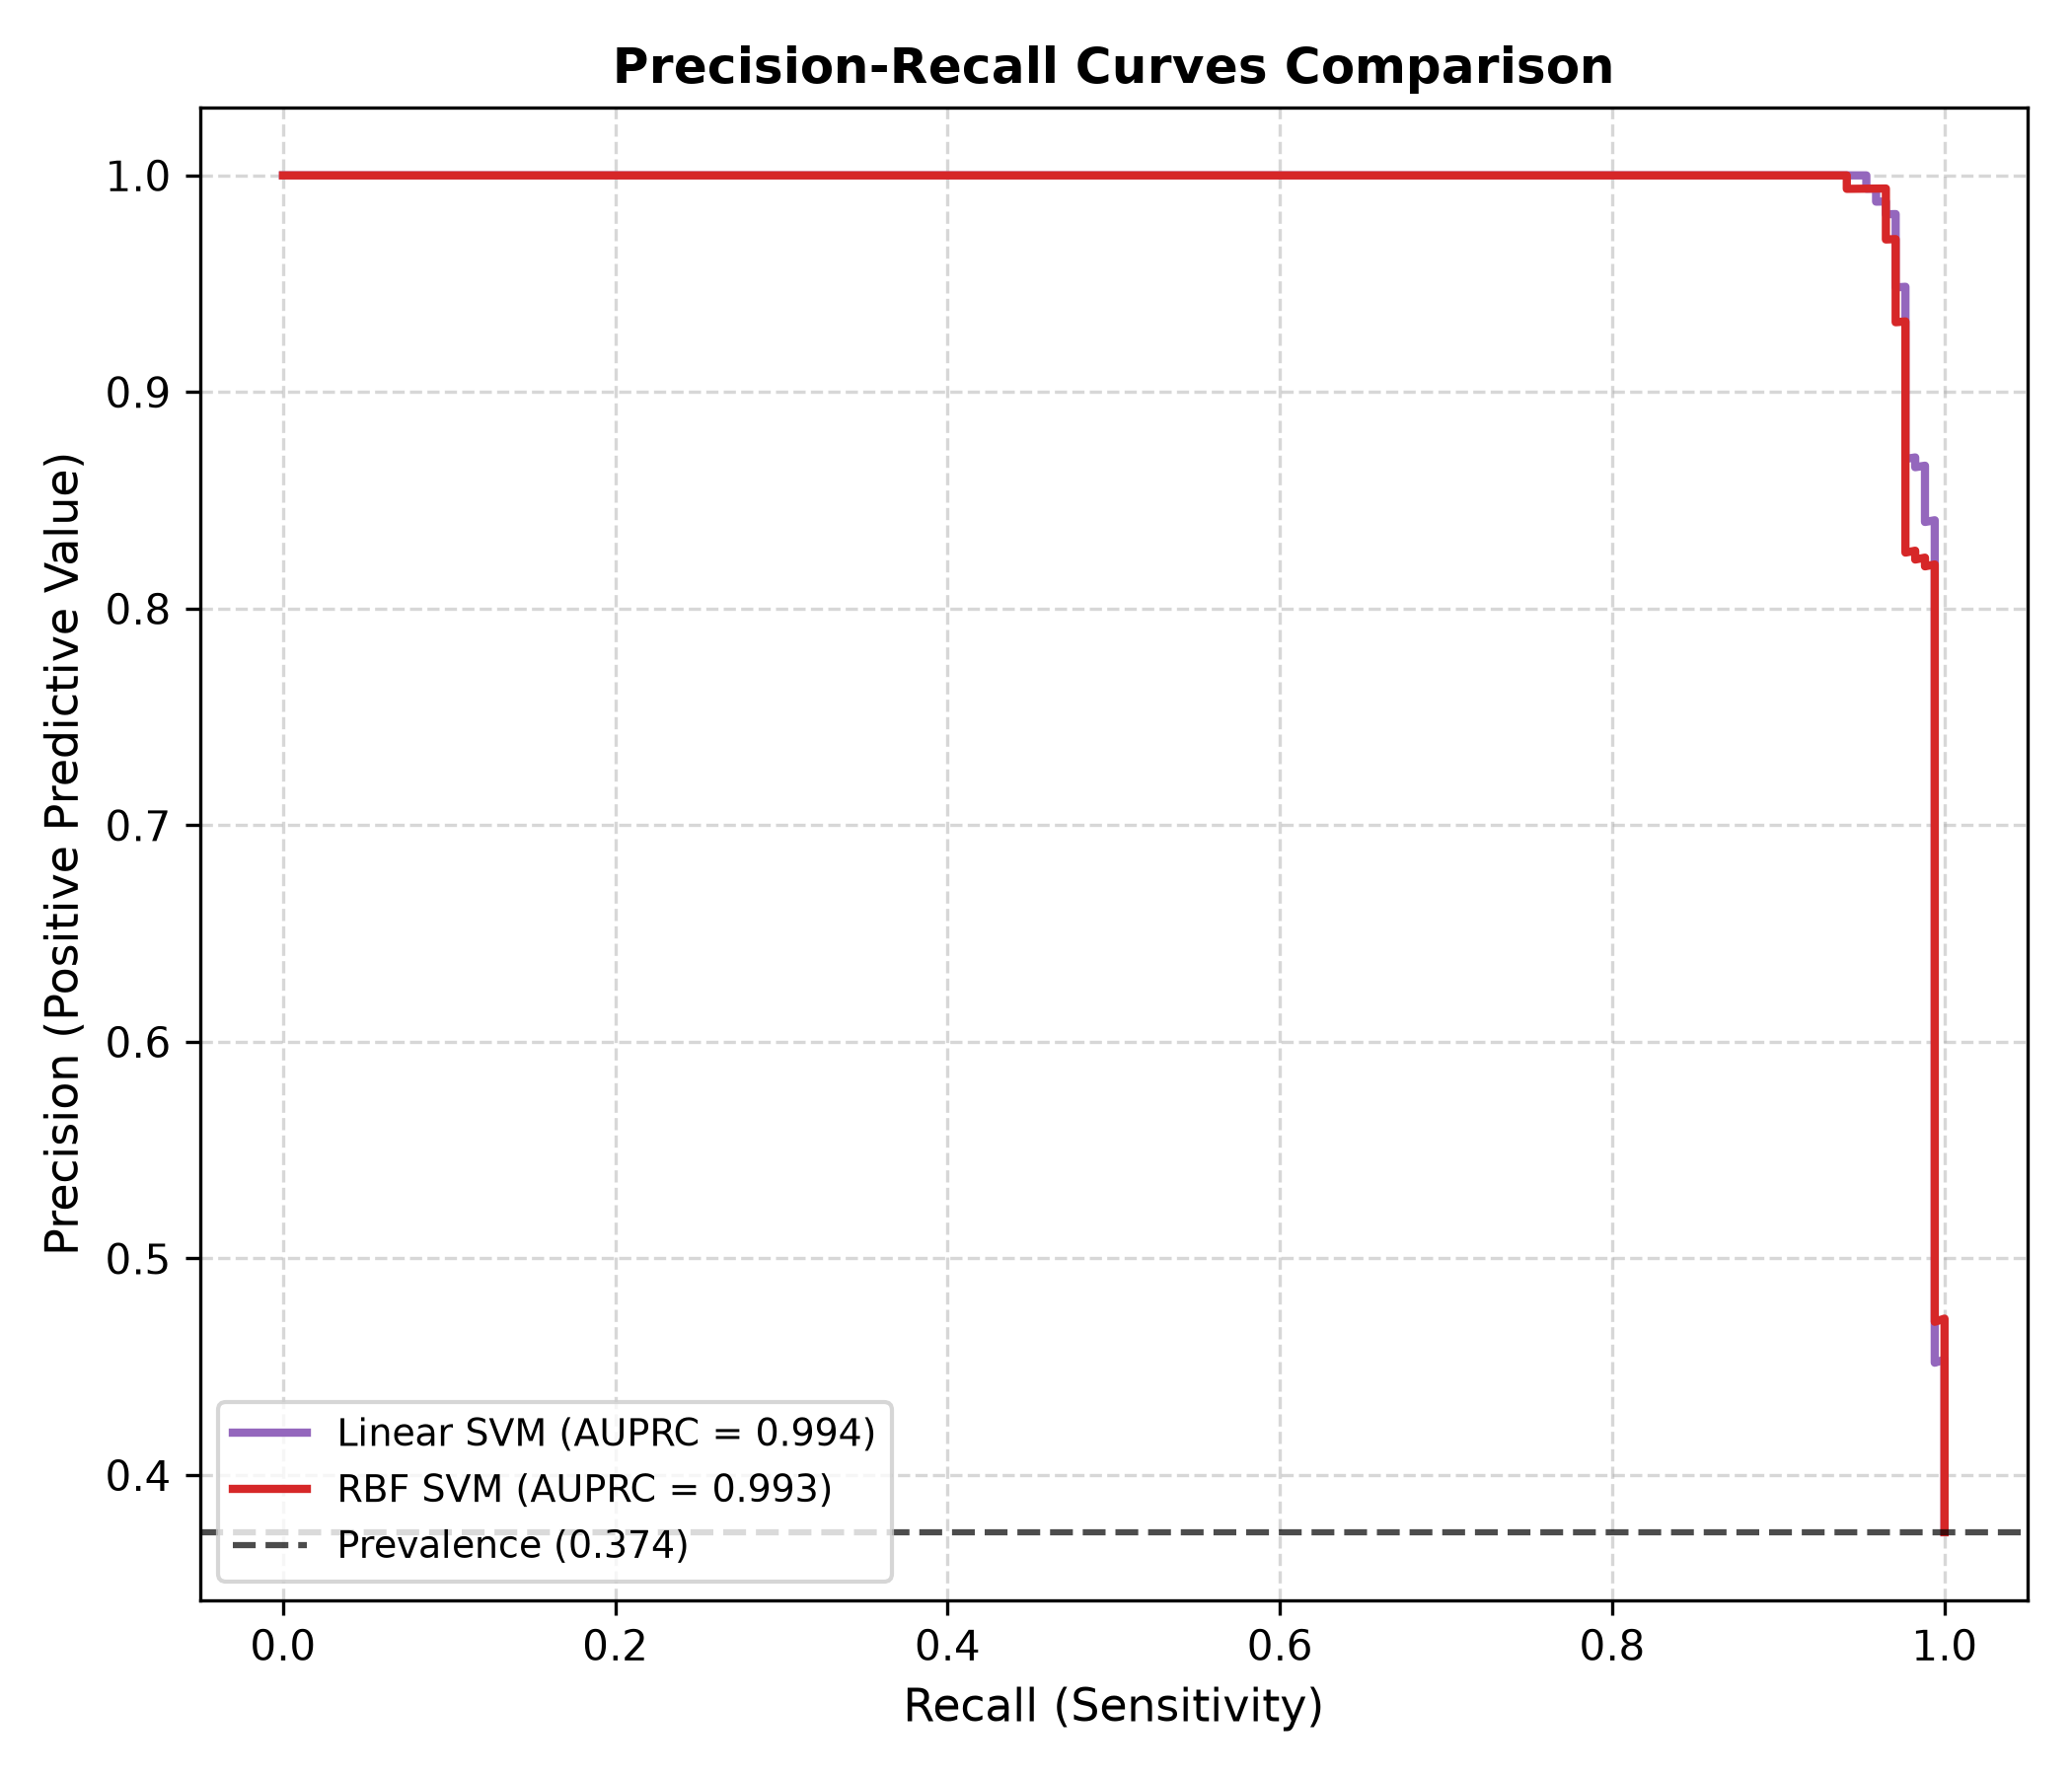 Precision-Recall Curves Comparison
Precision (Positive Predictive Value)
1.0
0.9
0.8
0.7
0.6
0.5
0.4
Linear SVM (AUPRC = 0.994)
RBF SVM (AUPRC = 0.993)
Prevalence (0.374)
0.0 0.2 0.4 0.6 0.8 1.0
Recall (Sensitivity)